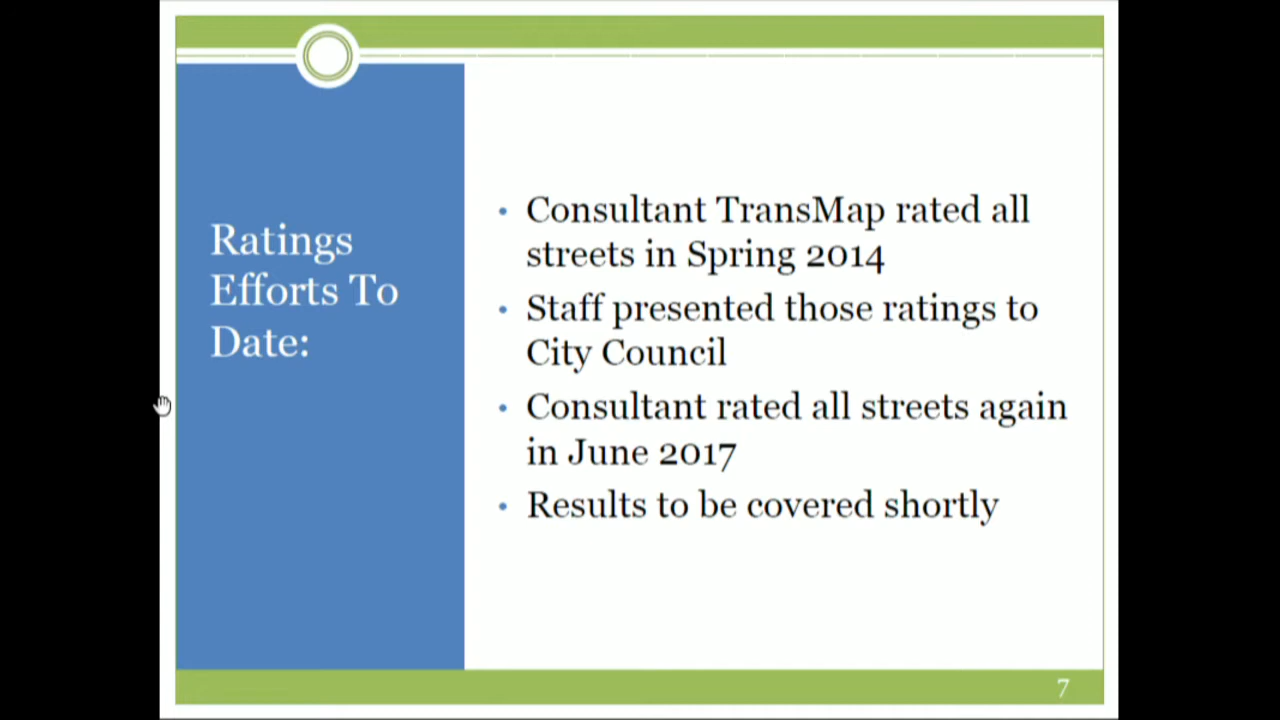 Ratings
Efforts To
Date:
• Consultant TransMap rated all
streets in Spring 2014
• Staff presented those ratings to
City Council
• Consultant rated all streets again
in June 2017
• Results to be covered shortly
7